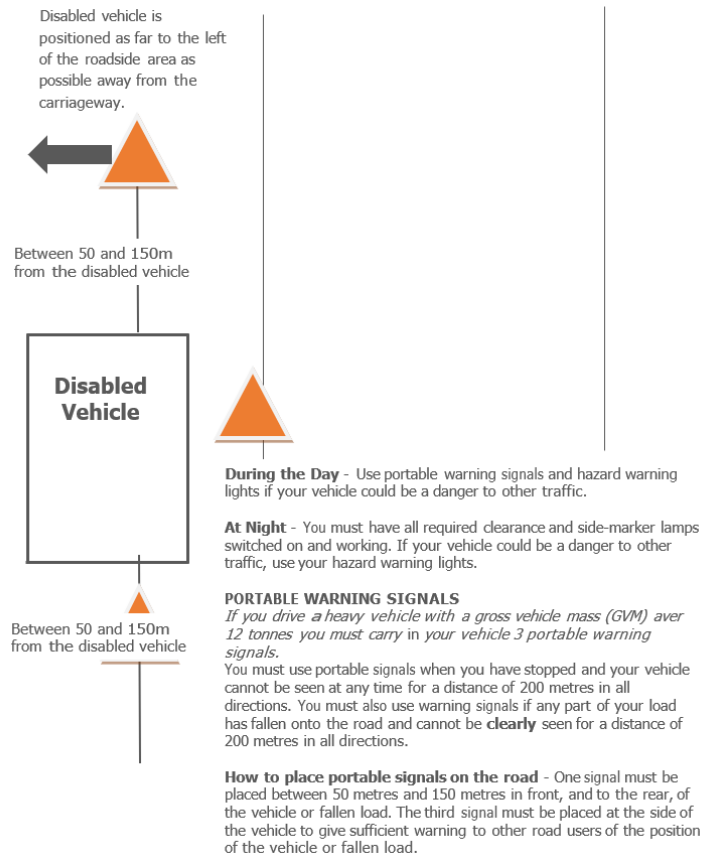 Disabled vehicle is
positioned as far to the left
of the roadside area as
possible away from the
carriageway.
Between 50 and 150m
from the disabled vehicle
Disabled
Vehicle
Between 50 and 150m
from the disabled vehicle
During the Day - Use portable warning signals and hazard warning
lights if your vehicle could be a danger to other traffic.
At Night - You must have all required clearance and side-marker lamps
switched on and working. If your vehicle could be a danger to other
traffic, use your hazard warning lights.
PORTABLE WARNING SIGNALS
If you drive a heavy vehicle with a gross vehicle mass (GVM) aver
12 tonnes you must carry in your vehicle 3 portable warning
signals.
You must use portable signals when you have stopped and your vehicle
cannot be seen at any time for a distance of 200 metres in all
directions. You must also use warning signals if any part of your load
has fallen onto the road and cannot be clearly seen for a distance of
200 metres in all directions.
How to place portable signals on the road - One signal must be
placed between 50 metres and 150 metres in front, and to the rear, of
the vehicle or fallen load. The third signal must be placed at the side of
the vehicle to give sufficient warning to other road users of the position
of the vehicle or fallen load.